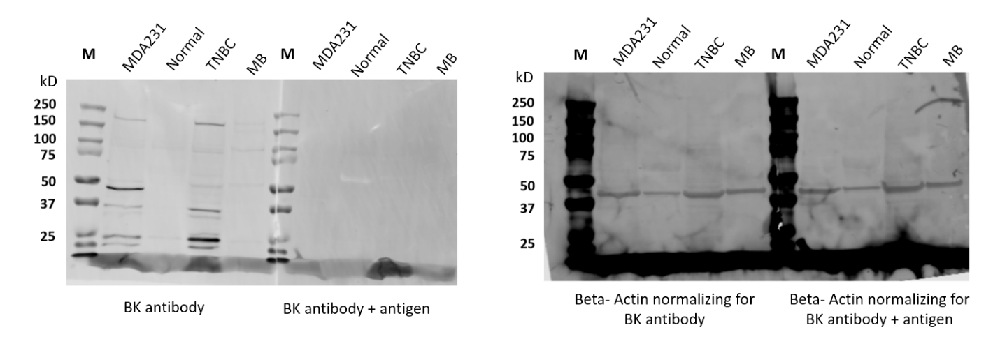 M MDA231 Normal TNBC MB M MDA231 Normal TNBC MB
kD
250
150
100
75
50
37
25
BK antibody
BK antibody + antigen
M MDA231 Normal TNBC MB M MDA231 Normal TNBC MB
kD
250
150
100
75
50
37
25
Beta- Actin normalizing for
BK antibody
Beta- Actin normalizing for
BK antibody + antigen